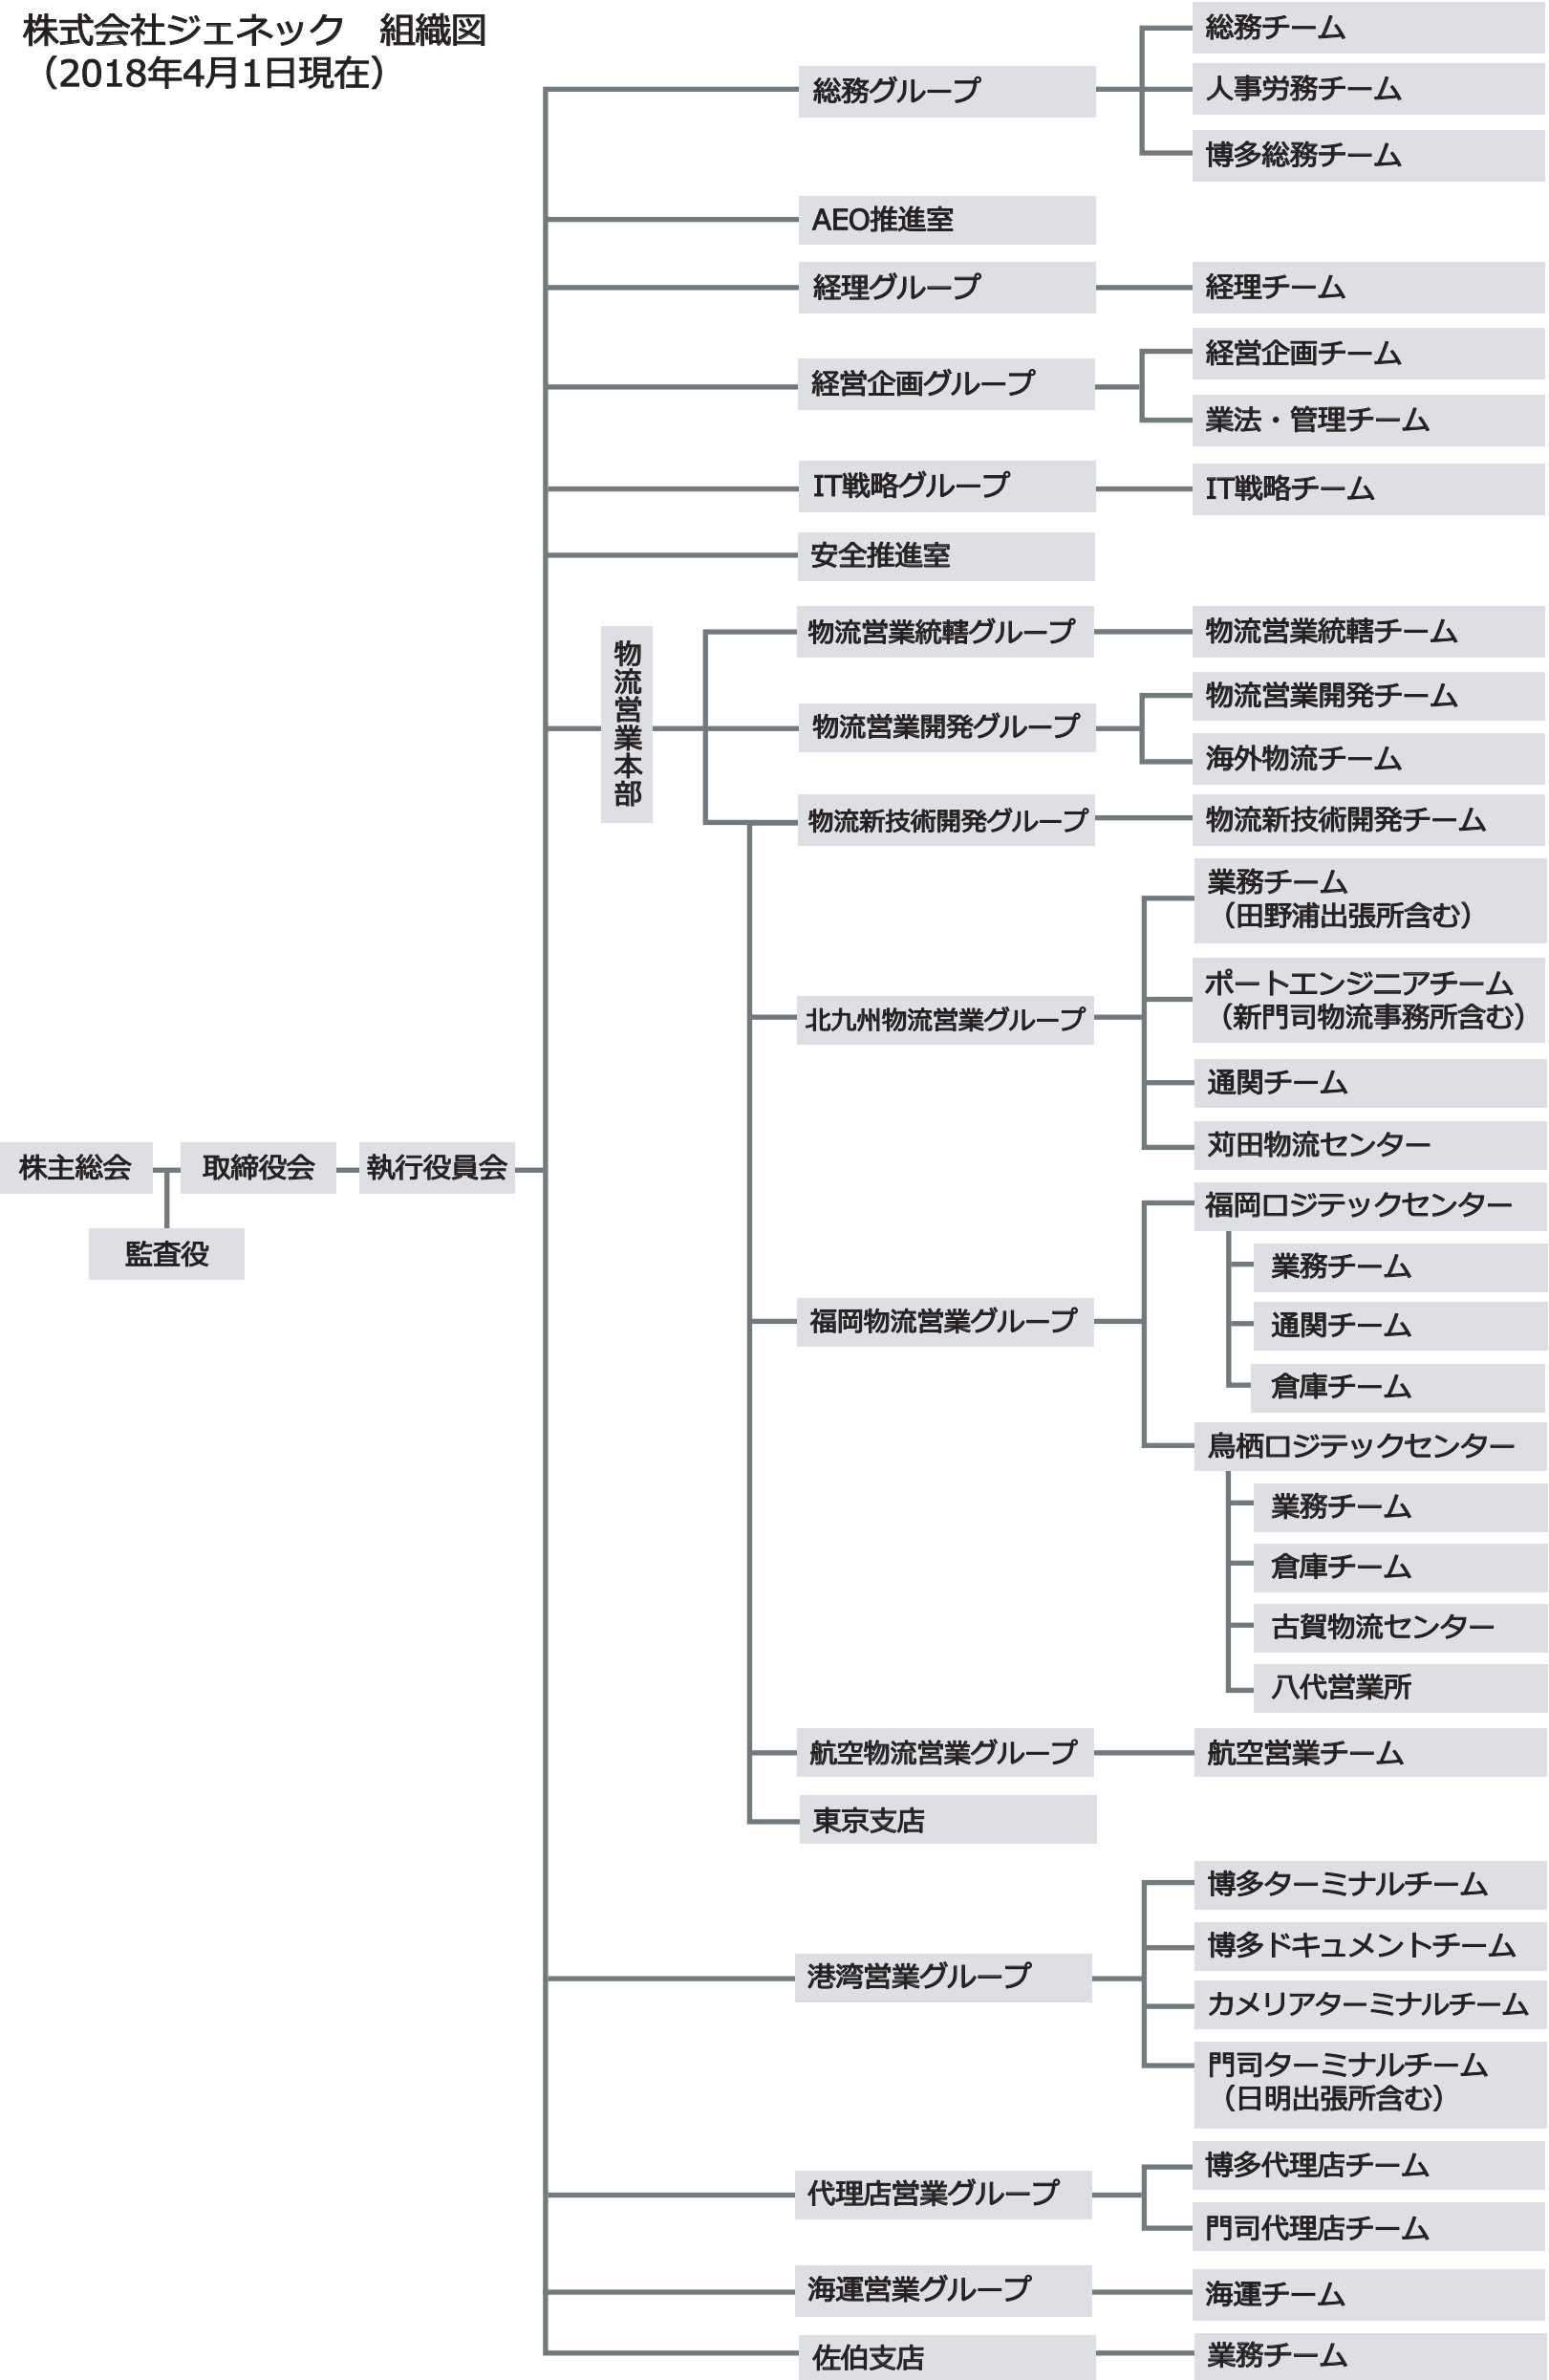 株式会社ジェネック　組織図
（2018年4月1日現在）
株主総会
取締役会
執行役員会
監査役
総務グループ
総務チーム
人事労務チーム
博多総務チーム
AEO推進室
経理グループ
経理チーム
経営企画グループ
経営企画チーム
業法・管理チーム
IT戦略グループ
IT戦略チーム
安全推進室
物流営業本部
物流営業統轄グループ
物流営業統轄チーム
物流営業開発グループ
物流営業開発チーム
海外物流チーム
物流新技術開発グループ
物流新技術開発チーム
北九州物流営業グループ
業務チーム
（田野浦出張所含む）
ポートエンジニアチーム
（新門司物流事務所含む）
通関チーム
苅田物流センター
福岡物流営業グループ
福岡ロジテックセンター
業務チーム
通関チーム
倉庫チーム
鳥栖ロジテックセンター
業務チーム
倉庫チーム
古賀物流センター
八代営業所
航空物流営業グループ
航空営業チーム
東京支店
港湾営業グループ
博多ターミナルチーム
博多ドキュメントチーム
カメリアターミナルチーム
門司ターミナルチーム
（日明出張所含む）
代理店営業グループ
博多代理店チーム
門司代理店チーム
海運営業グループ
海運チーム
佐伯支店
業務チーム